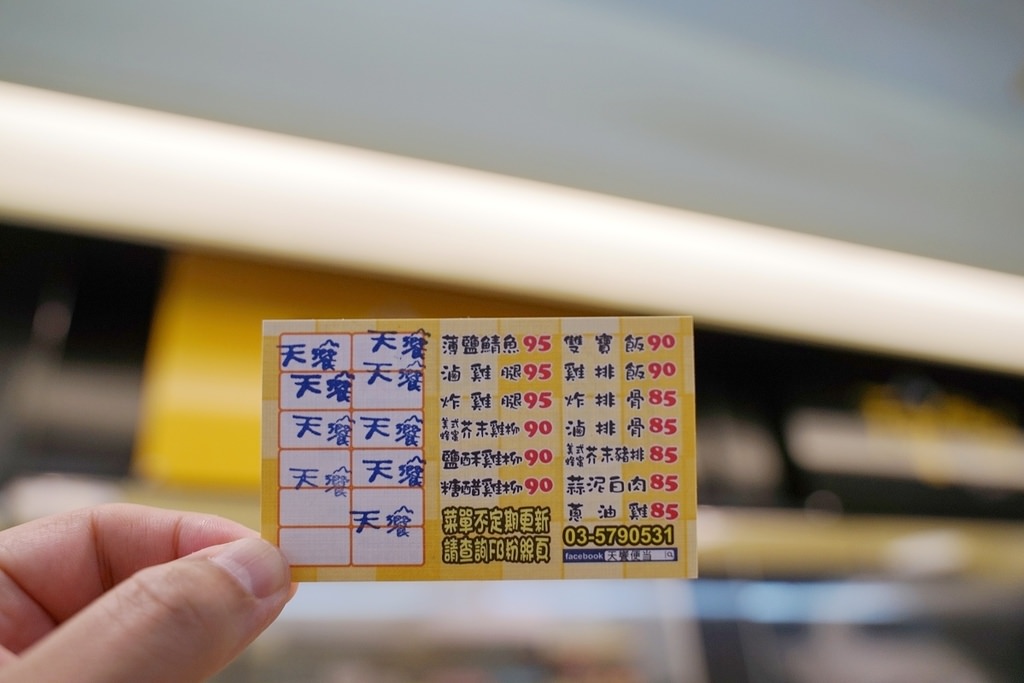 天饗 天饗
天饗 天饗
天饗 天饗
天饗 天饗
天饗
薄鹽鯖魚95
滷雞腿95
炸雞腿95
美式蜂蜜芥末雞柳90
鹽酥雞柳90
糖醋雞柳90
菜單不定期更新
請查詢FB粉絲頁
雙寶飯90
雞排飯90
炸排骨85
滷排骨85
美式蜂蜜芥末豬排85
蒜泥白肉85
蔥油雞85
03-5790531
facebook 天饗便當